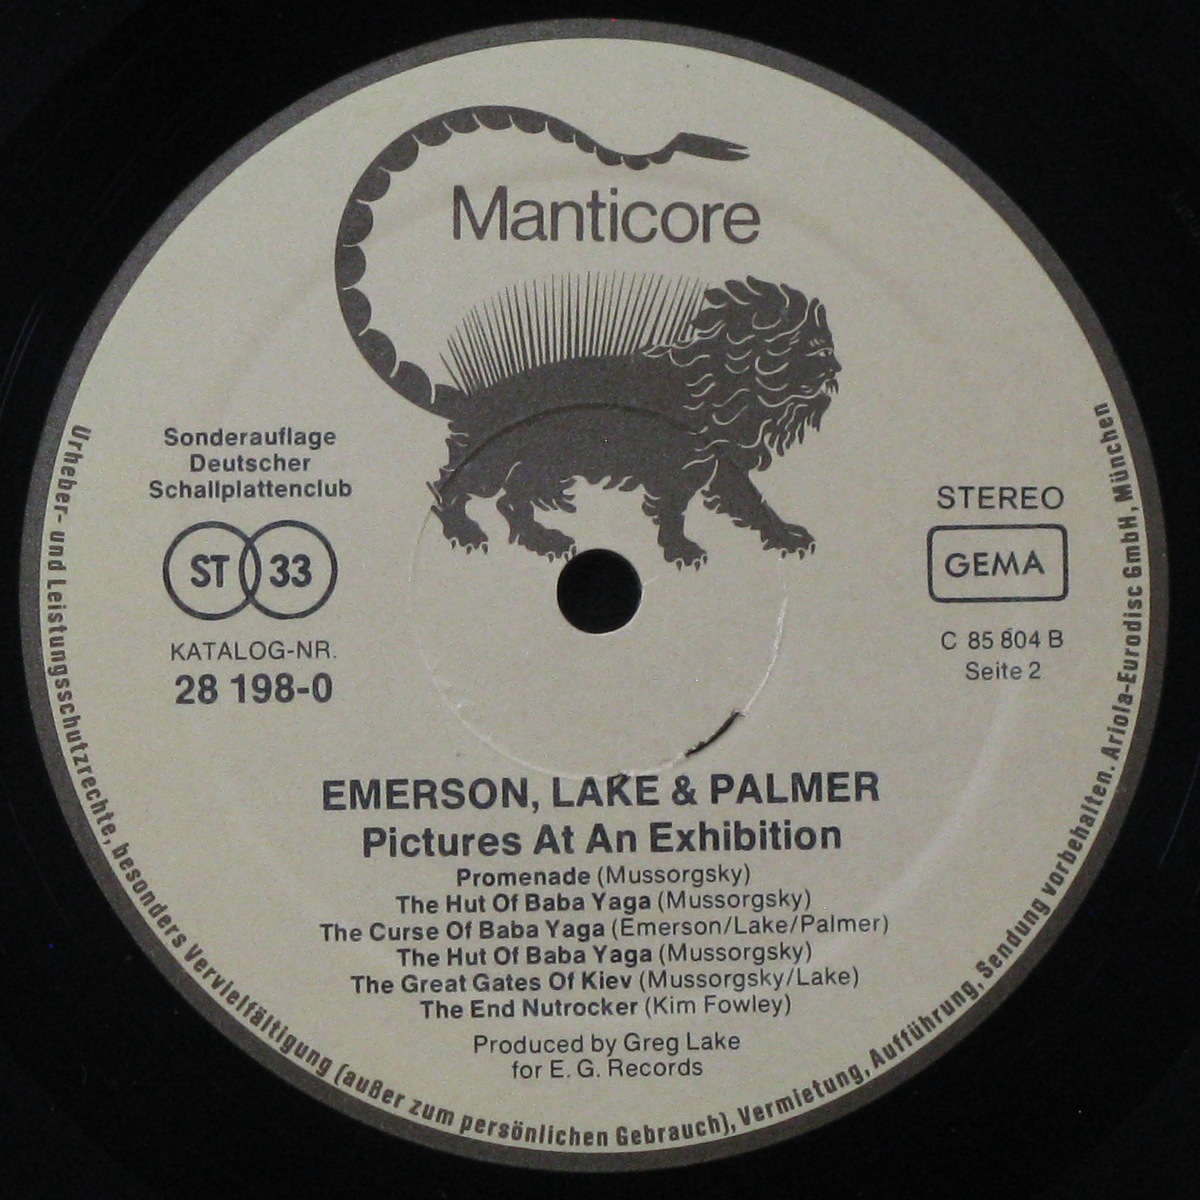 Manticore
Sonderauflage
Deutscher
Schallplattenclub
ST 33
KATALOG-NR.
28 198-0
STEREO
GEMA
C 85 804 B
Seite 2
EMERSON, LAKE & PALMER
Pictures At An Exhibition
Promenade (Mussorgsky)
The Hut Of Baba Yaga (Mussorgsky)
The Curse Of Baba Yaga (Emerson/Lake/Palmer)
The Hut Of Baba Yaga (Mussorgsky)
The Great Gates Of Kiev (Mussorgsky/Lake)
The End Nutrocker (Kim Fowley)
Produced by Greg Lake
for E. G. Records
Urheber- und Leistungsschutzrechte, besonders Vervielfältigung (außer zum persönlichen Gebrauch), Vermietung, Aufführung, Sendung vorbehalten. Ariola-Eurodisc GmbH, München